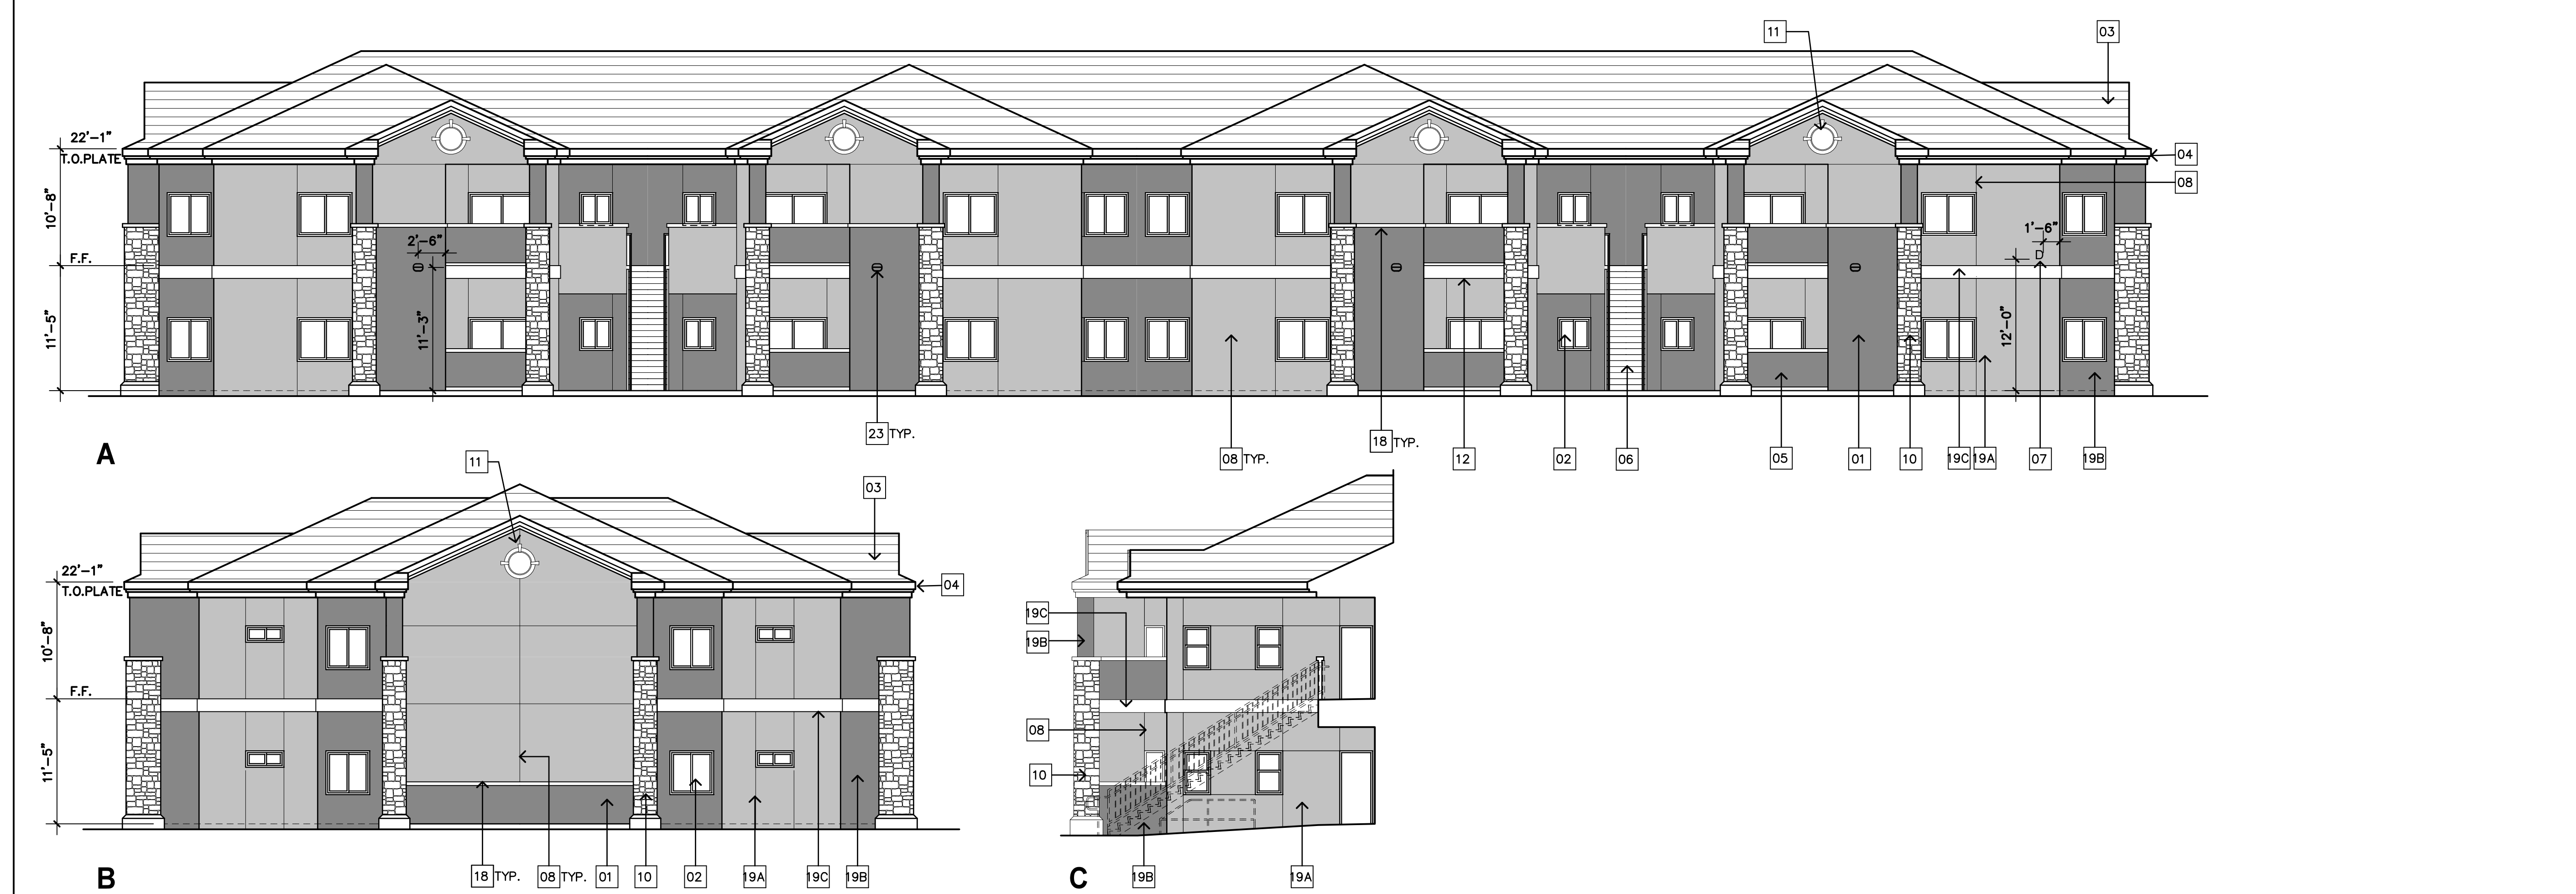 11
03
22'-1"
T.O.PLATE
04
08
10'-8"
2'-6"
1'-6"
F.F.
D
11'-3"
12'-0"
11'-5"
23 TYP.
18 TYP.
08 TYP.
12
02
06
05
01
10
19C
19A
07
19B
A
11
03
22'-1"
T.O.PLATE
04
10'-8"
F.F.
11'-5"
18 TYP.
08 TYP.
01
10
02
19A
19C
19B
B
19C
19B
08
10
19B
19A
C